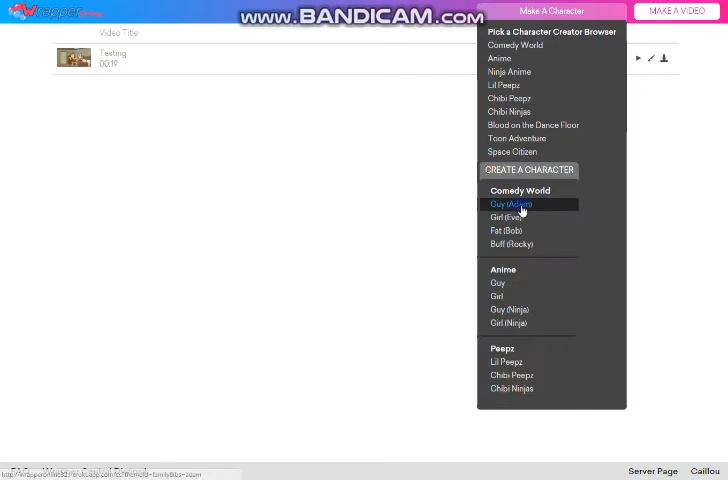 Wrapper
www.BANDICAM.com
Make A Character
MAKE A VIDEO
Video Title
Testing
00:19
Pick a Character Creator Browser
Comedy World
Anime
Ninja Anime
Lil Peepz
Chibi Peepz
Chibi Ninjas
Blood on the Dance Floor
Toon Adventure
Space Citizen
CREATE A CHARACTER
Comedy World
Guy (Adam)
Girl (Eve)
Fat (Bob)
Buff (Rocky)
Anime
Guy
Girl
Guy (Ninja)
Girl (Ninja)
Peepz
Lil Peepz
Chibi Peepz
Chibi Ninjas
Server Page
Caillou